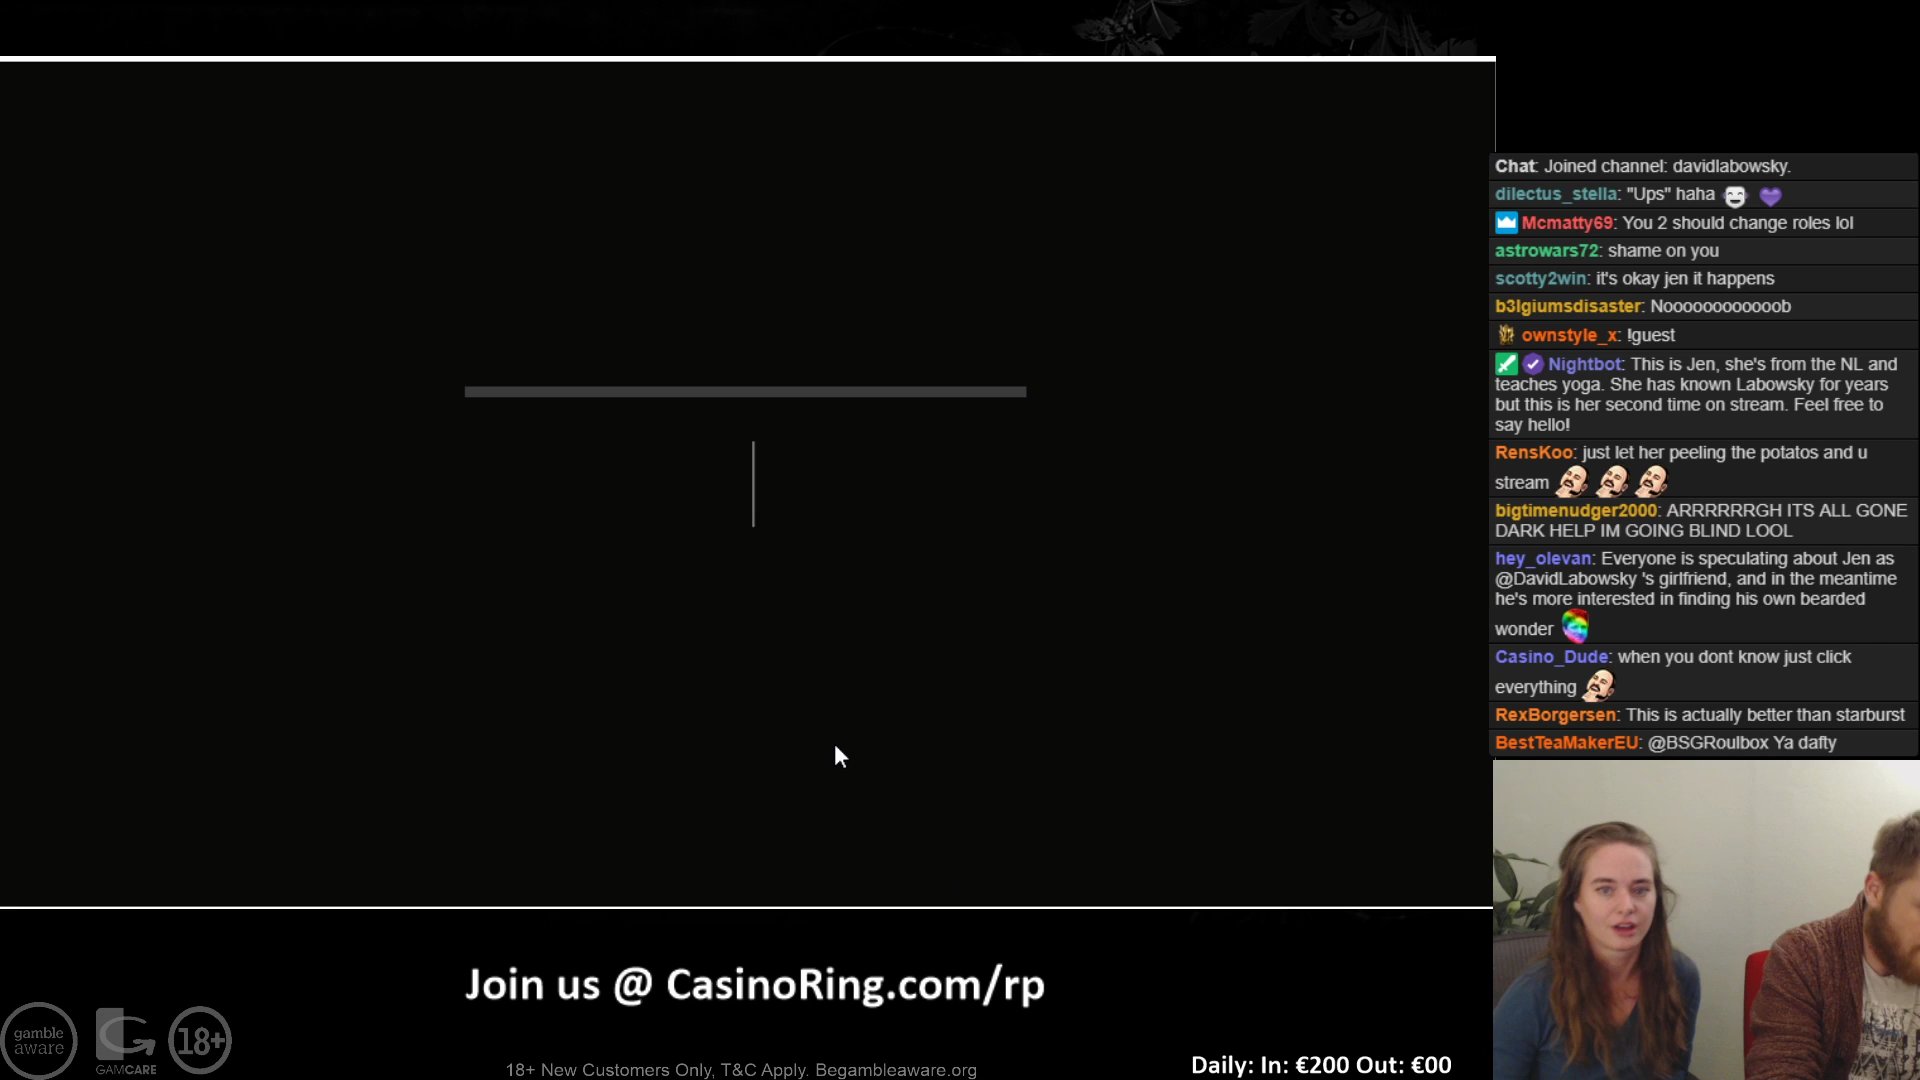 Chat: Joined channel: davidlabowsky.
dilectus_stella: "Ups" haha
Mcmatty69: You 2 should change roles lol
astrowars72: shame on you
scotty2win: it's okay jen it happens
b3lgiumsdisaster: Noooooooooooob
ownstyle_x: !guest
Nightbot: This is Jen, she's from the NL and
teaches yoga. She has known Labowsky for years
but this is her second time on stream. Feel free to
say hello!
RensKoo: just let her peeling the potatos and u
stream
bigtimenudger2000: ARRRRRRGH ITS ALL GONE
DARK HELP IM GOING BLIND LOOL
hey_olevan: Everyone is speculating about Jen as
@DavidLabowsky 's girlfriend, and in the meantime
he's more interested in finding his own bearded
wonder
Casino_Dude: when you dont know just click
everything
RexBorgersen: This is actually better than starburst
BestTeaMakerEU: @BSGRoulbox Ya dafty
Join us @ CasinoRing.com/rp
gamble
aware
GAMCARE
18+
18+ New Customers Only, T&C Apply. Begambleaware.org
Daily: In: €200 Out: €00